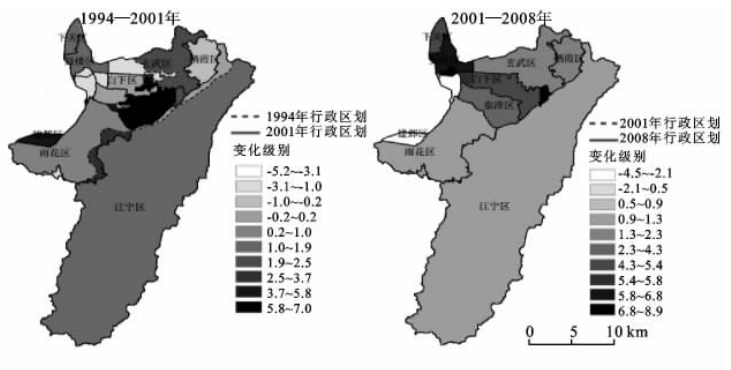 1994—2001年
下关区
鼓楼区
玄武区
栖霞区
白下区
建邺区
雨花区
江宁区
1994年行政区划
2001年行政区划
变化级别
-5.2~-3.1
-3.1~-1.0
-1.0~-0.2
-0.2~0.2
0.2~1.0
1.0~1.9
1.9~2.5
2.5~3.7
3.7~5.8
5.8~7.0
2001—2008年
玄武区
栖霞区
白下区
秦淮区
建邺区
雨花区
江宁区
2001年行政区划
2008年行政区划
变化级别
-4.5~-2.1
-2.1~0.5
0.5~0.9
0.9~1.3
1.3~2.3
2.3~4.3
4.3~5.4
5.4~5.8
5.8~6.8
6.8~8.9
0 5 10 km